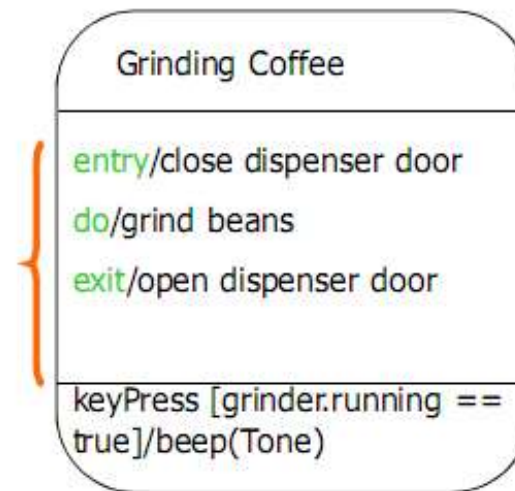 Grinding Coffee
entry/close dispenser door
do/grind beans
exit/open dispenser door
keyPress [grinder.running ==
true]/beep(Tone)